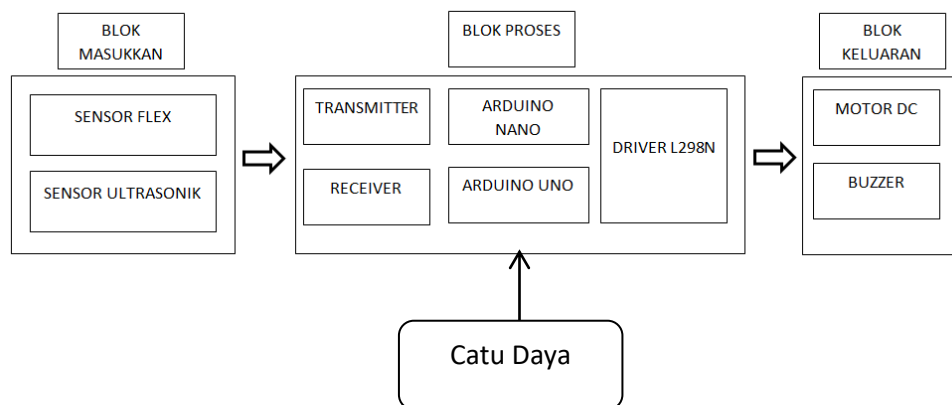 BLOK
MASUKKAN
SENSOR FLEX
SENSOR ULTRASONIK
BLOK PROSES
TRANSMITTER
ARDUINO
NANO
DRIVER L298N
RECEIVER
ARDUINO UNO
BLOK
KELUARAN
MOTOR DC
BUZZER
Catu Daya